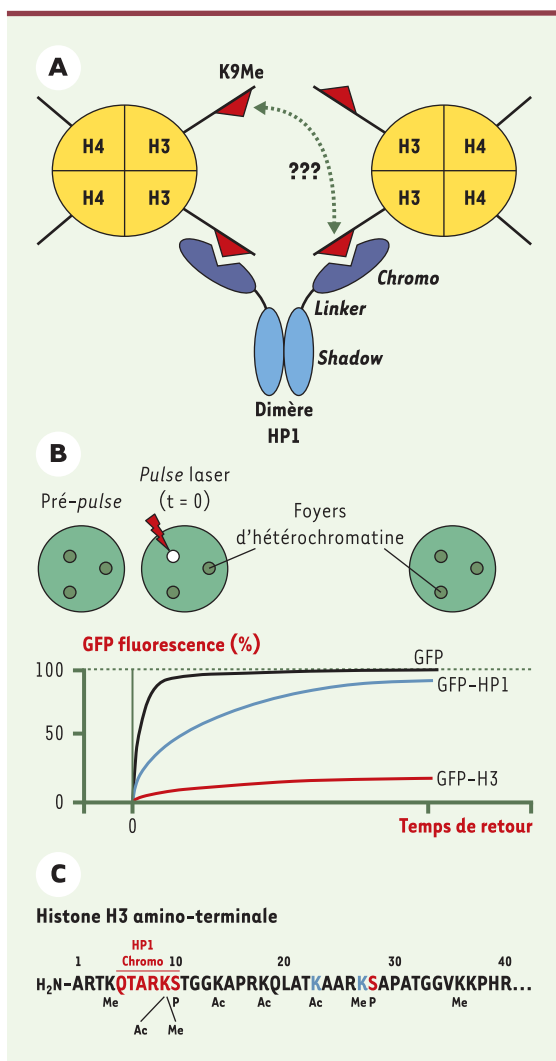 A
K9Me
H4 H3
H4 H3
???
H3 H4
H3 H4
Chromo
Linker
Shadow
Dimère
HP1
B
Pré-pulse
Pulse laser
(t = 0)
Foyers
d'hétérochromatine
GFP fluorescence (%)
100
50
0
GFP
GFP-HP1
GFP-H3
0
Temps de retour
C
Histone H3 amino-terminale
HP1
Chromo
1 10 20 30 40
H2N-ARTKQTARKSTGGKAPRKQLATKAARKSAPATGGVKKPHR...
Me P Ac Ac Ac Me P Me
Ac Me